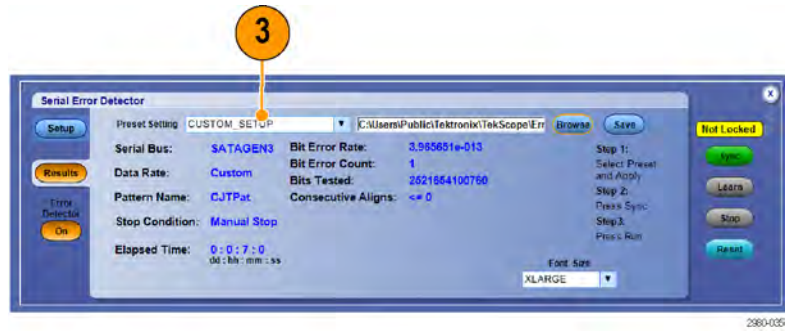 3
Serial Error Detector
x
Setup
Preset Setting CUSTOM_SETUP C:\Users\Public\Tektronix\TekScope\Err Browse Save
Not Locked
Serial Bus: SATAGEN3 Bit Error Rate: 3.965651e-013 Step 1:
Bit Error Count: 1 Select Preset
Sync
Results
Data Rate: Custom Bits Tested: 2521654100760 and Apply
Pattern Name: CJTPat Consecutive Aligns: <= 0 Step 2:
Learn
Error
Detector
Press Sync
On
Stop Condition: Manual Stop Step 3:
Stop
Press Run
Elapsed Time: 0 : 0 : 7 : 0
dd : hh : mm : ss
Reset
Font Size
XLARGE
2980-035